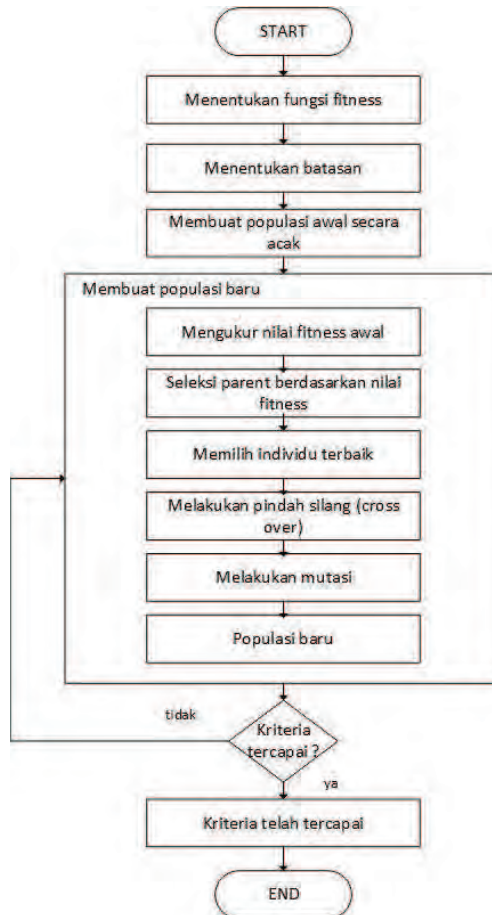 START
Menentukan fungsi fitness
Menentukan batasan
Membuat populasi awal secara
acak
Membuat populasi baru
Mengukur nilai fitness awal
Seleksi parent berdasarkan nilai
fitness
Memilih individu terbaik
Melakukan pindah silang (cross
over)
Melakukan mutasi
Populasi baru
tidak
Kriteria
tercapai ?
ya
Kriteria telah tercapai
END